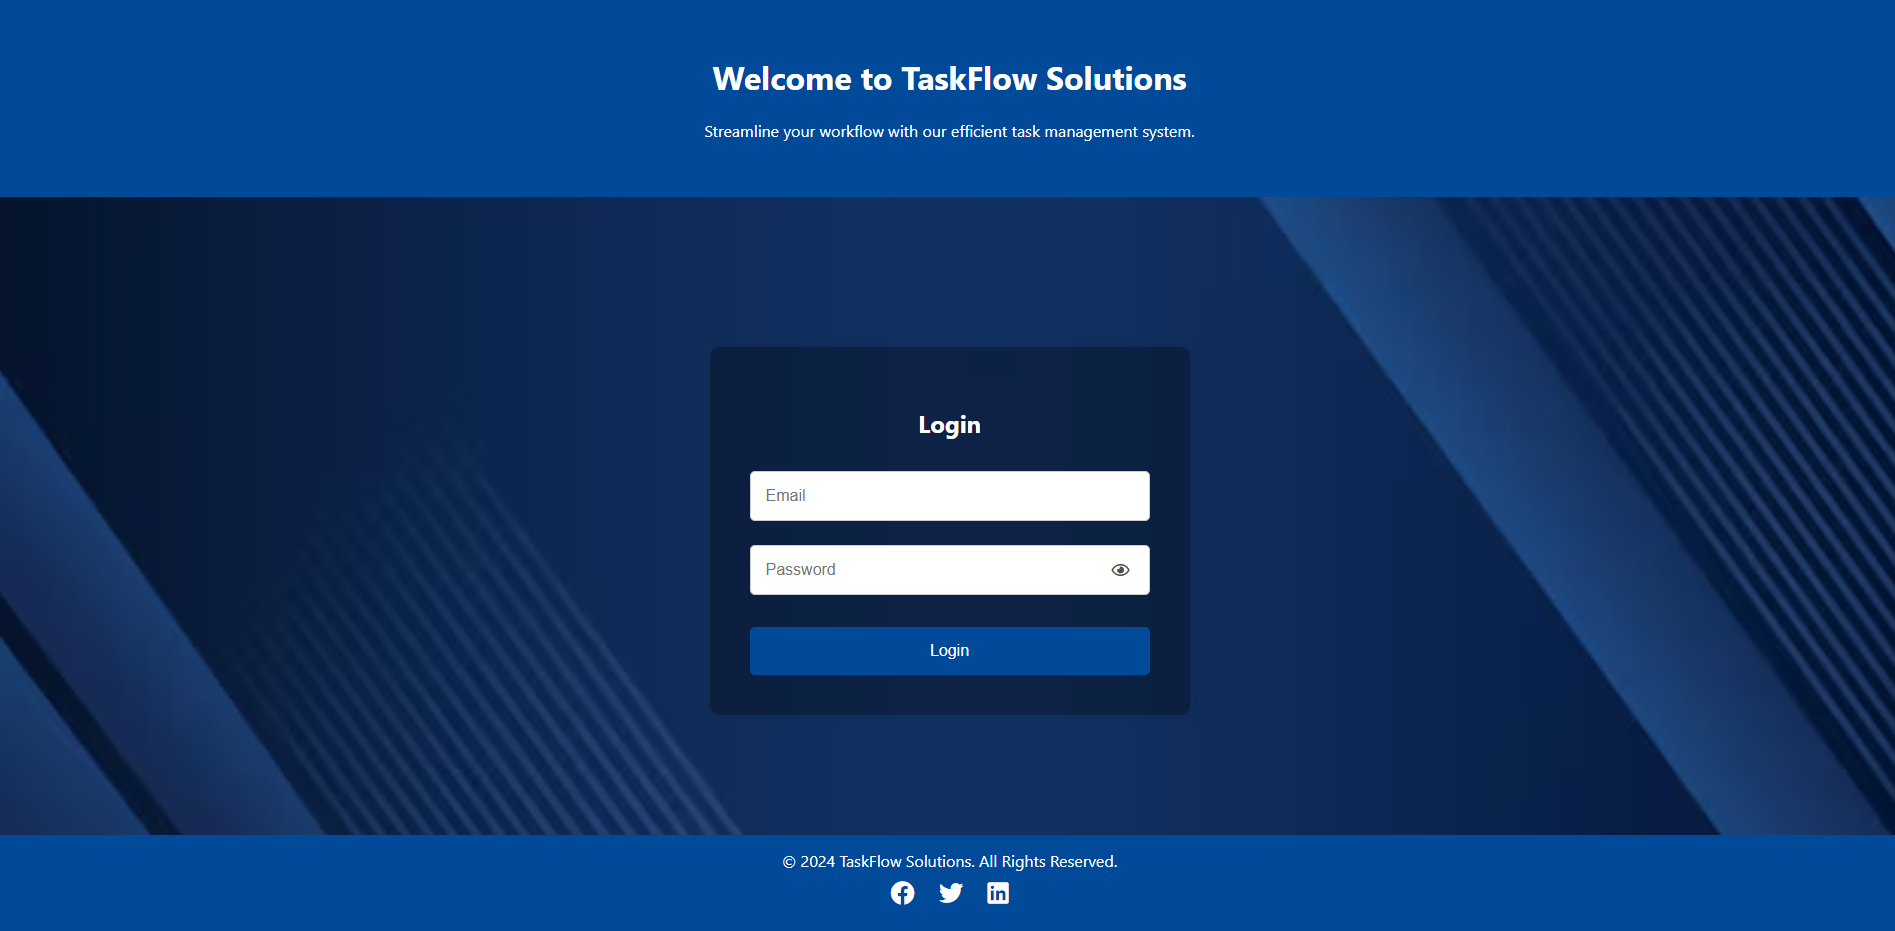 Welcome to TaskFlow Solutions
Streamline your workflow with our efficient task management system.
Login
Email
Password
Login
© 2024 TaskFlow Solutions. All Rights Reserved.